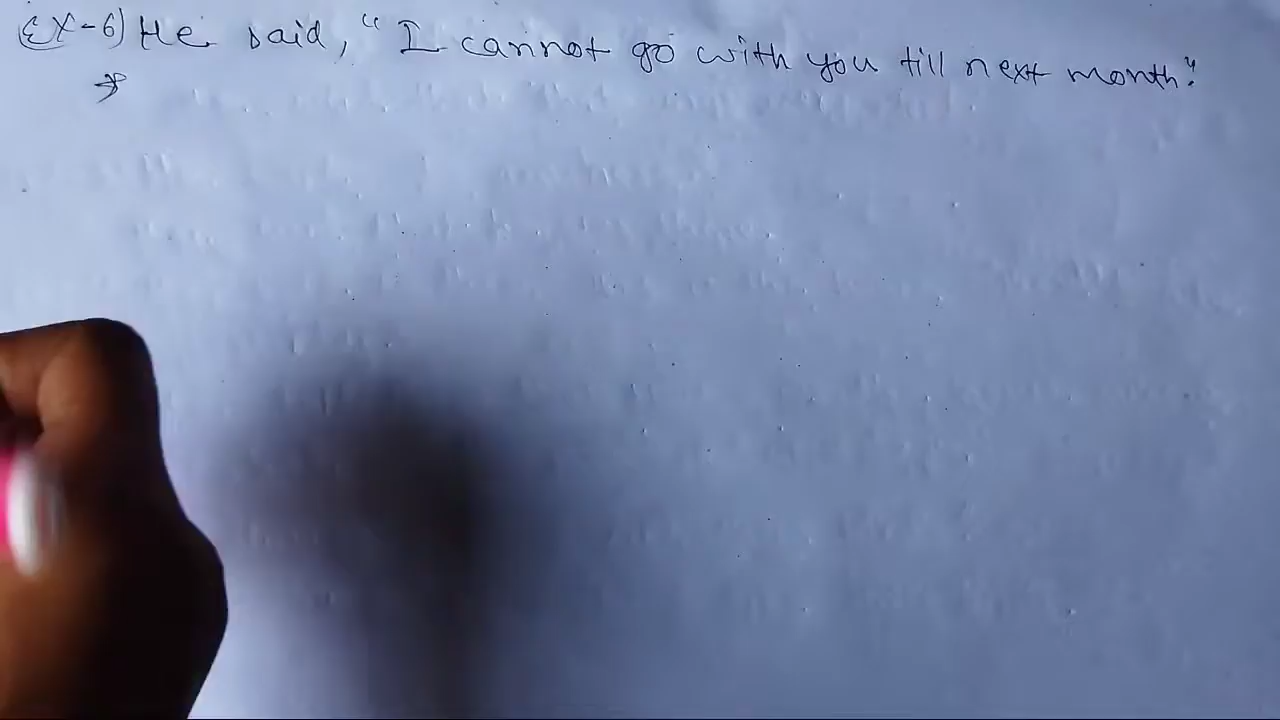 (Ex-6) He said, "I cannot go with you till next month."
→